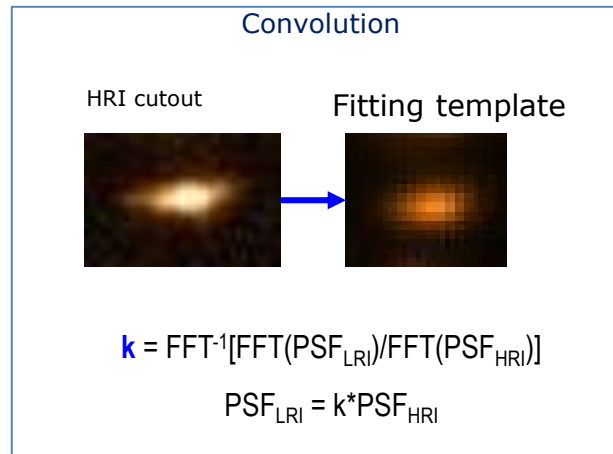 Convolution
HRI cutout
Fitting template
k = FFT-1[FFT(PSFLRI)/FFT(PSFHRI)]
PSFLRI = k*PSFHRI